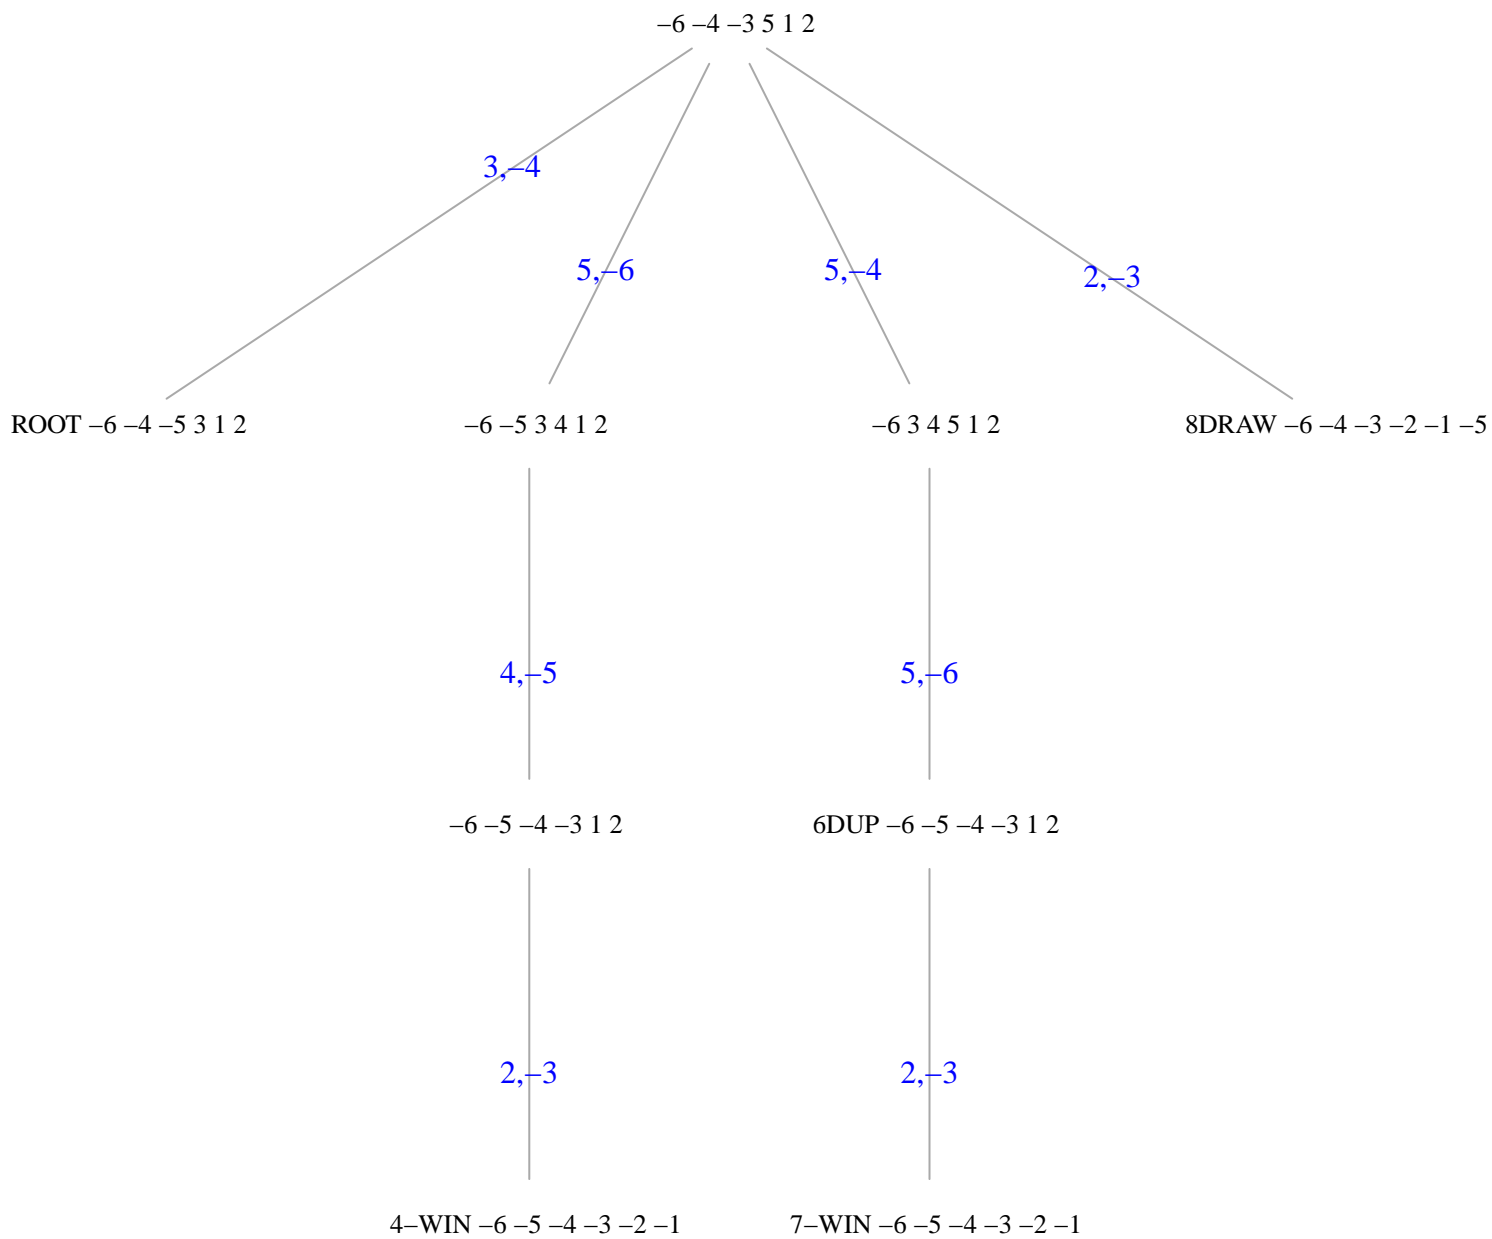 –6 –4 –3 5 1 2
3,–4
5,–6
5,–4
2,–3
ROOT –6 –4 –5 3 1 2
–6 –5 3 4 1 2
–6 3 4 5 1 2
8DRAW –6 –4 –3 –2 –1 –5
4,–5
5,–6
–6 –5 –4 –3 1 2
6DUP –6 –5 –4 –3 1 2
2,–3
2,–3
4–WIN –6 –5 –4 –3 –2 –1
7–WIN –6 –5 –4 –3 –2 –1